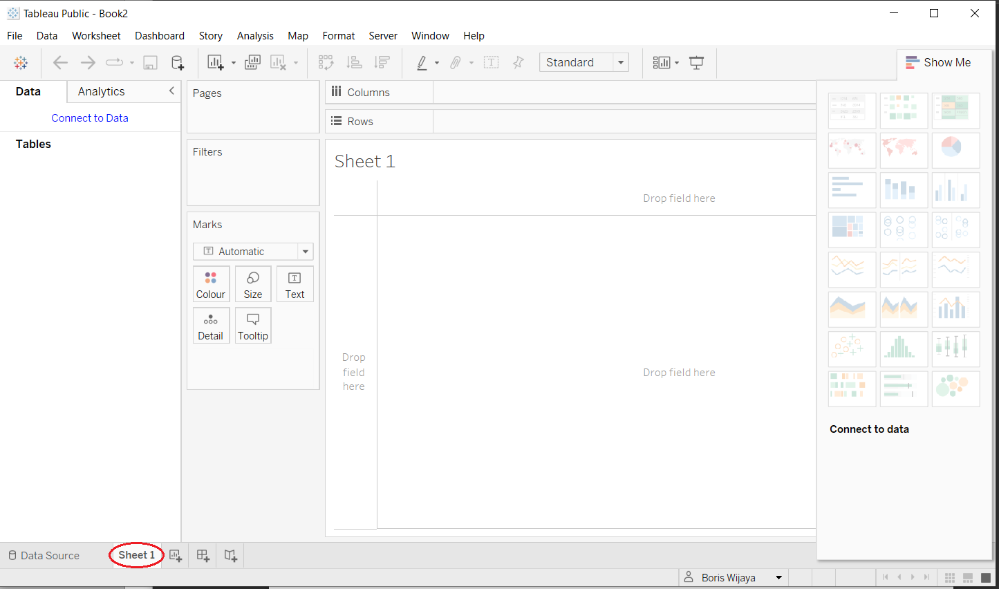 Tableau Public - Book2
File Data Worksheet Dashboard Story Analysis Map Format Server Window Help
Standard
Show Me
Data Analytics
Connect to Data
Tables
Pages
Filters
Marks
Automatic
Colour Size Text
Detail Tooltip
Columns
Rows
Sheet 1
Drop field here
Drop
field
here
Drop field here
Connect to data
Data Source Sheet 1
Boris Wijaya